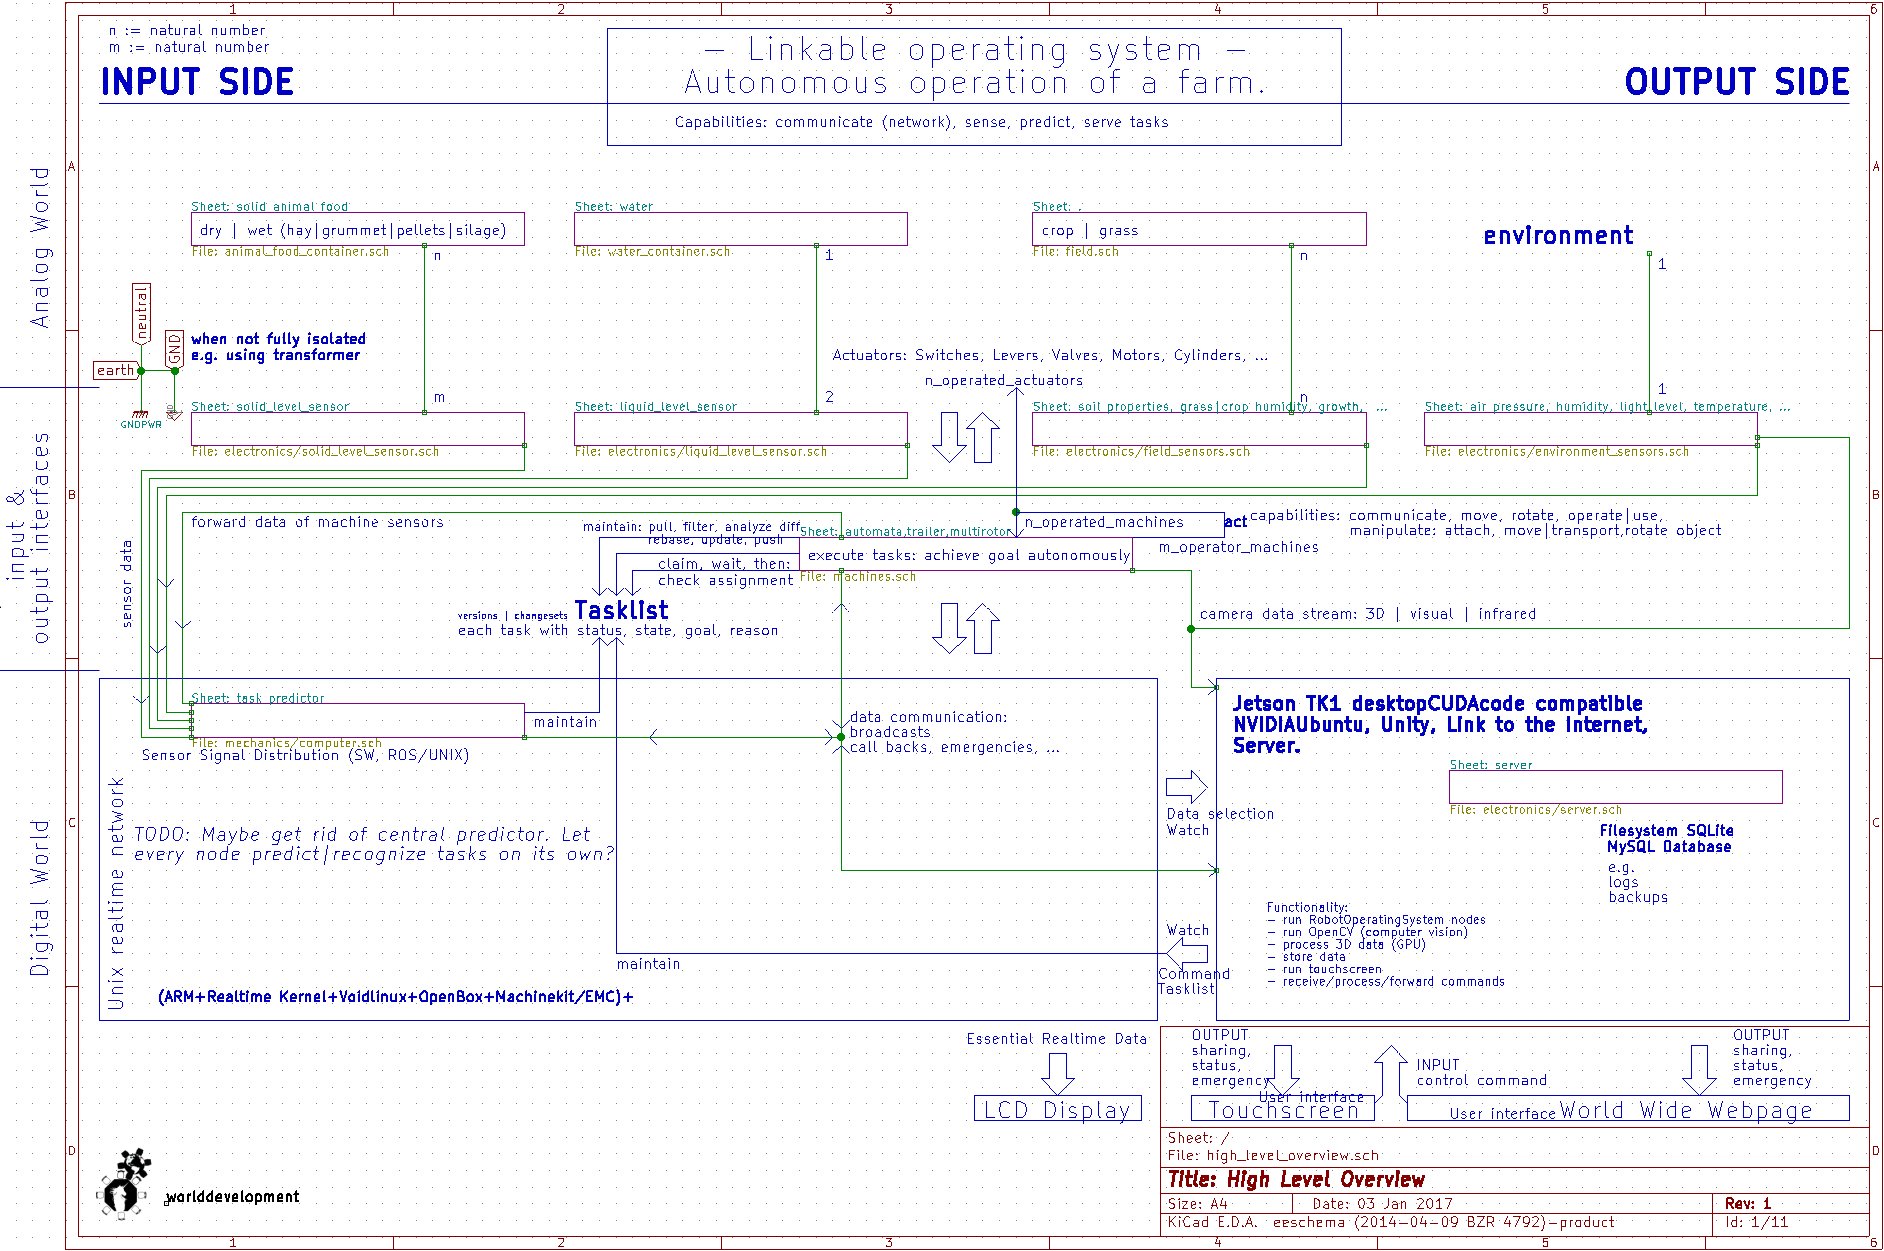 1 2 3 4 5 6
n := natural number
m := natural number
INPUT SIDE
— Linkable operating system —
Autonomous operation of a farm.
OUTPUT SIDE
Capabilities: communicate (network), sense, predict, serve tasks
A
A
Analog World
Sheet: solid animal food
dry | wet (hay|grummet|pellets|silage)
File: animal_food_container.sch
n
Sheet: water
File: water_container.sch
1
Sheet: .
crop | grass
File: field.sch
n
environment
1
neutral
GND
earth
GNDPWR
when not fully isolated
e.g. using transformer
Actuators: Switches, Levers, Valves, Motors, Cylinders, ...
n_operated_actuators
m
2
n
1
Sheet: solid_level_sensor
File: electronics/solid_level_sensor.sch
Sheet: liquid_level_sensor
File: electronics/liquid_level_sensor.sch
Sheet: soil properties, grass|crop humidity, growth, ...
File: electronics/field_sensors.sch
Sheet: air pressure, humidity, light level, temperature, ...
File: electronics/environment_sensors.sch
B
B
input &
output interfaces
sensor data
forward data of machine sensors
maintain: pull, filter, analyze diff,
rebase, update, push
claim, wait, then:
check assignment
Sheet: automata,trailer,multirotor
execute tasks: achieve goal autonomously
File: machines.sch
n_operated_machines
act
m_operator_machines
capabilities: communicate, move, rotate, operate|use,
manipulate: attach, move|transport,rotate object
versions | changesets Tasklist
each task with status, state, goal, reason
camera data stream: 3D | visual | infrared
Sheet: task predictor
File: mechanics/computer.sch
maintain
Sensor Signal Distribution (SW, ROS/UNIX)
data communication:
broadcasts
call backs, emergencies, ...
Jetson TK1 desktopCUDAcode compatible
NVIDIAUbuntu, Unity, Link to the Internet,
Server.
Sheet: server
File: electronics/server.sch
Filesystem SQLite
MySQL Database
e.g.
logs
backups
C
C
Digital World
Unix realtime network
TODO: Maybe get rid of central predictor. Let
every node predict|recognize tasks on its own?
Data selection
Watch
Functionality:
— run RobotOperatingSystem nodes
— run OpenCV (computer vision)
— process 3D data (GPU)
— store data
— run touchscreen
— receive/process/forward commands
Watch
Command
Tasklist
maintain
(ARM+Realtime Kernel+Voidlinux+OpenBox+Machinekit/EMC)+
Essential Realtime Data
LCD Display
OUTPUT
sharing,
status,
emergency
User interface
Touchscreen
INPUT
control command
OUTPUT
sharing,
status,
emergency
User interface World Wide Webpage
D
D
worlddevelopment
Sheet: /
File: high_level_overview.sch
Title: High Level Overview
Size: A4 Date: 03 Jan 2017 Rev: 1
KiCad E.D.A. eeschema (2014-04-09 BZR 4792)-product Id: 1/11
1 2 3 4 5 6